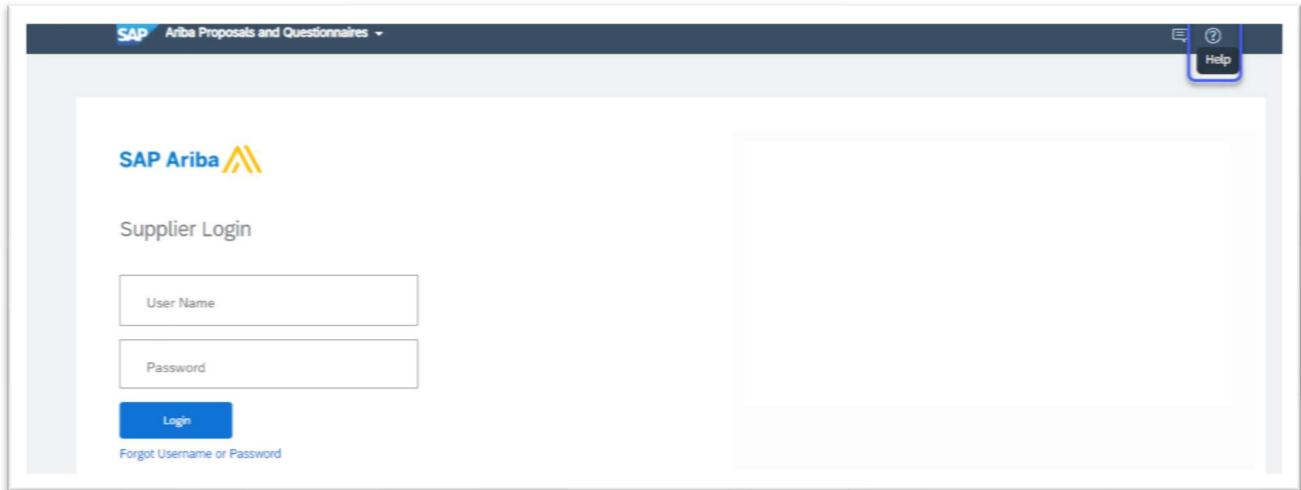 SAP Ariba Proposals and Questionnaires
Help
SAP Ariba
Supplier Login
User Name
Password
Login
Forgot Username or Password